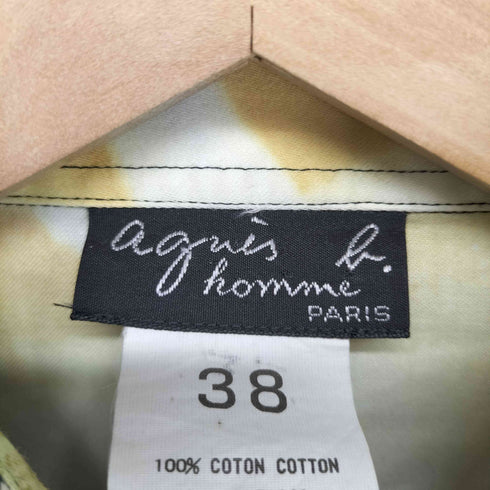 agnès b.
homme
PARIS
38
100% COTON COTTON